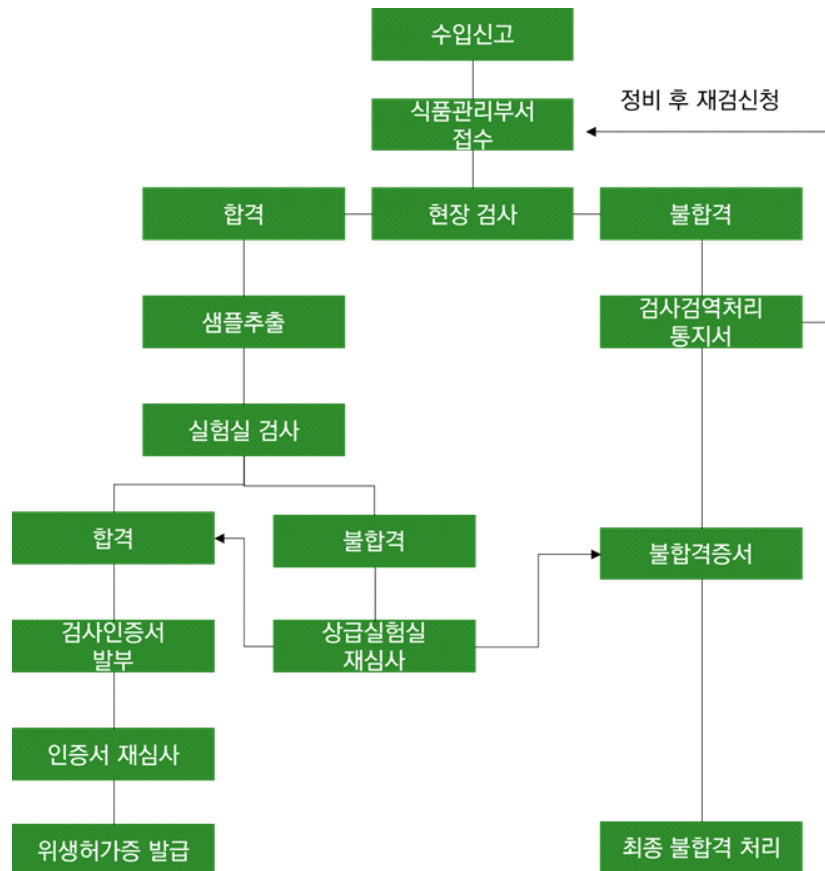 수입신고
정비 후 재검신청
식품관리부서
접수
합격
현장 검사
불합격
샘플추출
검사검역처리
통지서
실험실 검사
합격
불합격
불합격증서
검사인증서
발부
상급실험실
재심사
인증서 재심사
위생허가증 발급
최종 불합격 처리